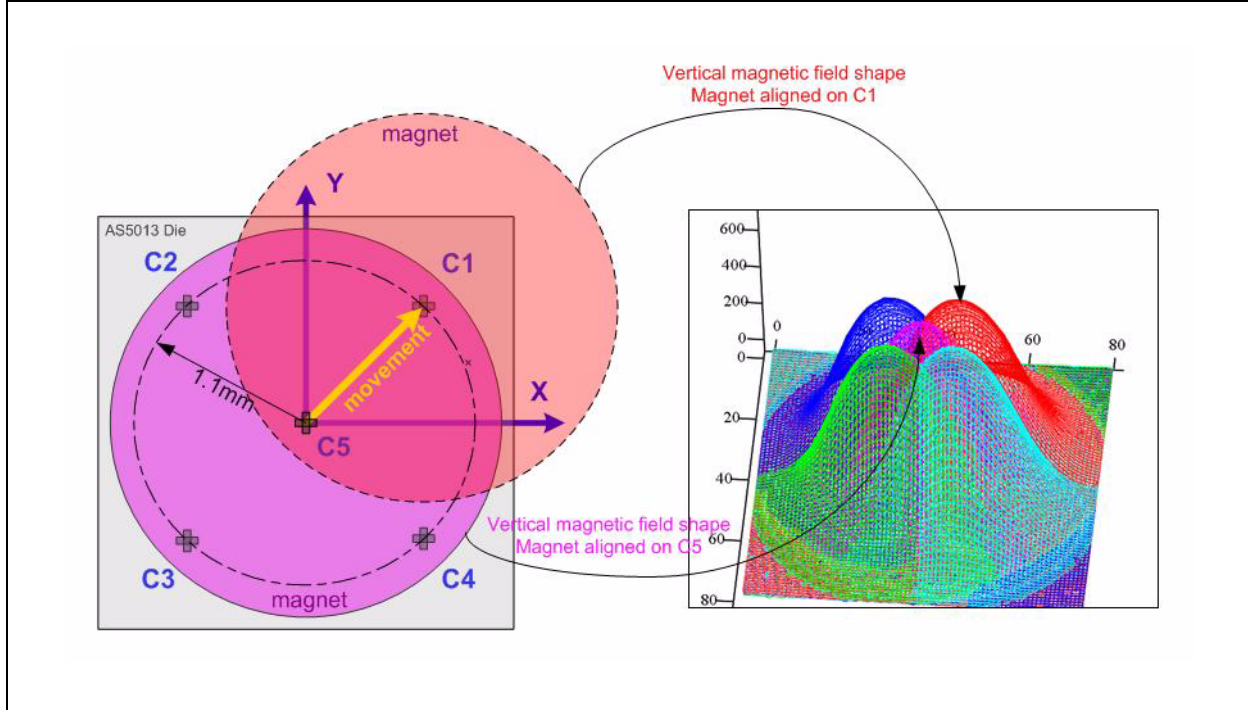 Vertical magnetic field shape
Magnet aligned on C1
magnet
Y
AS5013 Die
C2
C1
movement
1.1mm
X
C5
C3
C4
magnet
Vertical magnetic field shape
Magnet aligned on C5
600
400
200
0
0
0
60
80
20
40
60
80